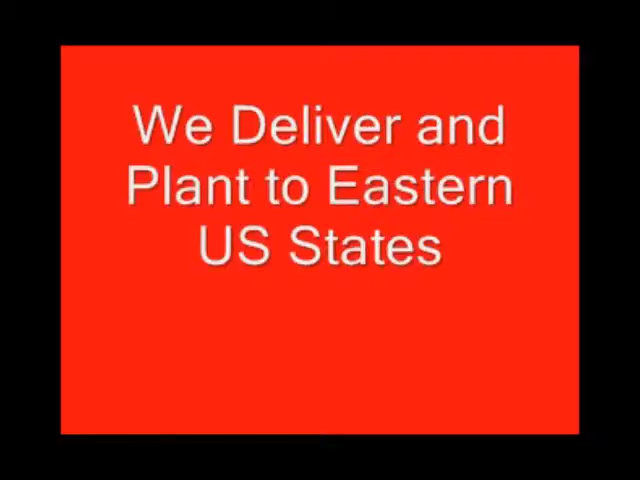 We Deliver and
Plant to Eastern
US States